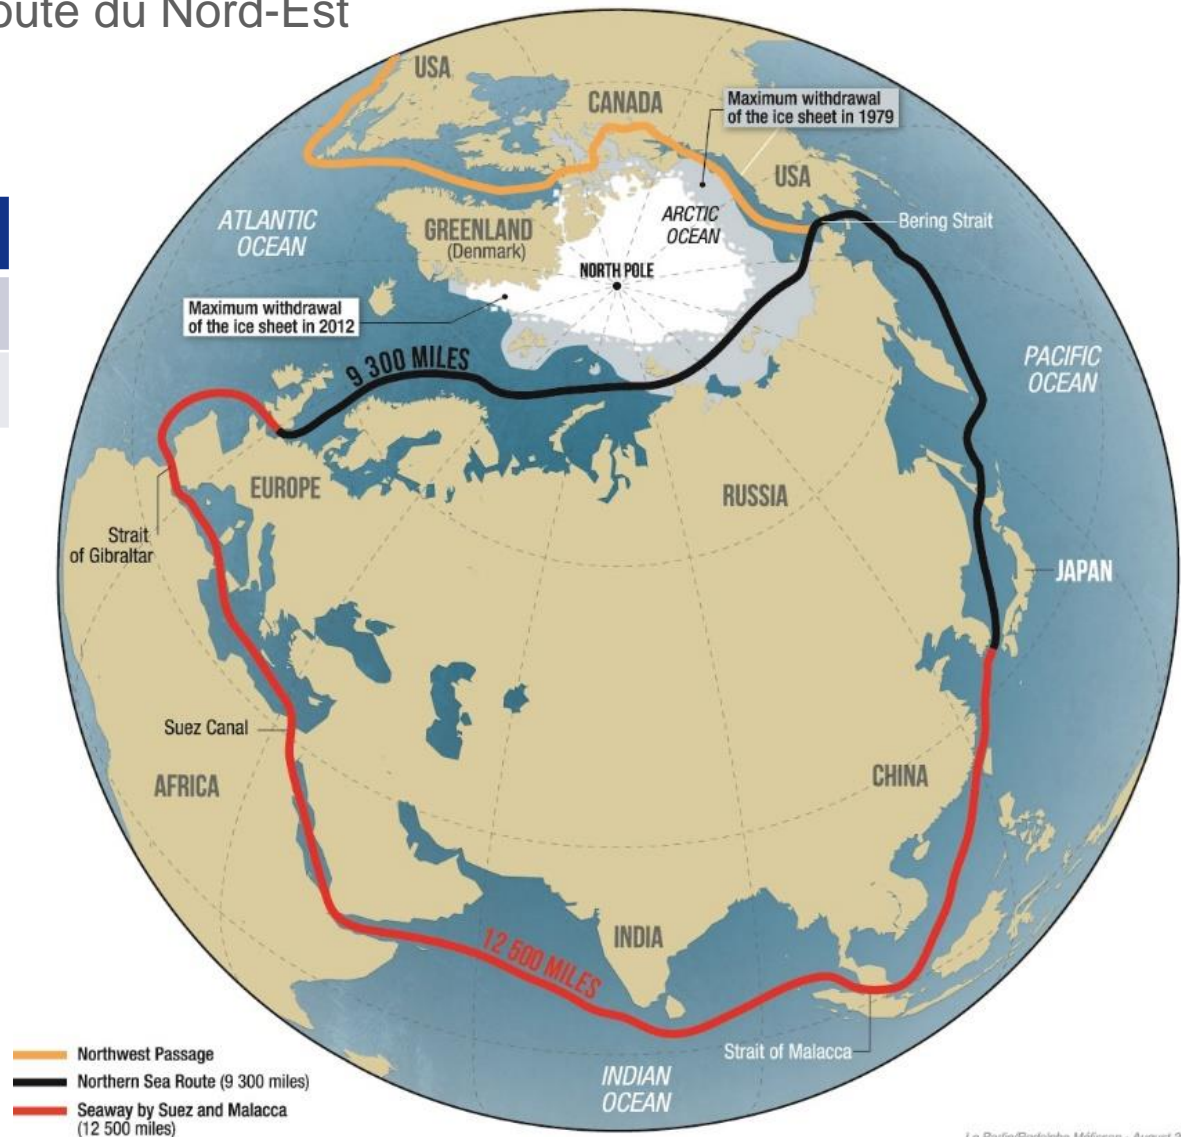 oute du Nord-Est
USA
CANADA
Maximum withdrawal
of the ice sheet in 1979
USA
ATLANTIC
OCEAN
GREENLAND
(Denmark)
ARCTIC
OCEAN
Bering Strait
NORTH POLE
Maximum withdrawal
of the ice sheet in 2012
9 300 MILES
PACIFIC
OCEAN
EUROPE
RUSSIA
Strait
of Gibraltar
JAPAN
Suez Canal
AFRICA
CHINA
INDIA
12 500 MILES
Strait of Malacca
INDIAN
OCEAN
Northwest Passage
Northern Sea Route (9 300 miles)
Seaway by Suez and Malacca
(12 500 miles)